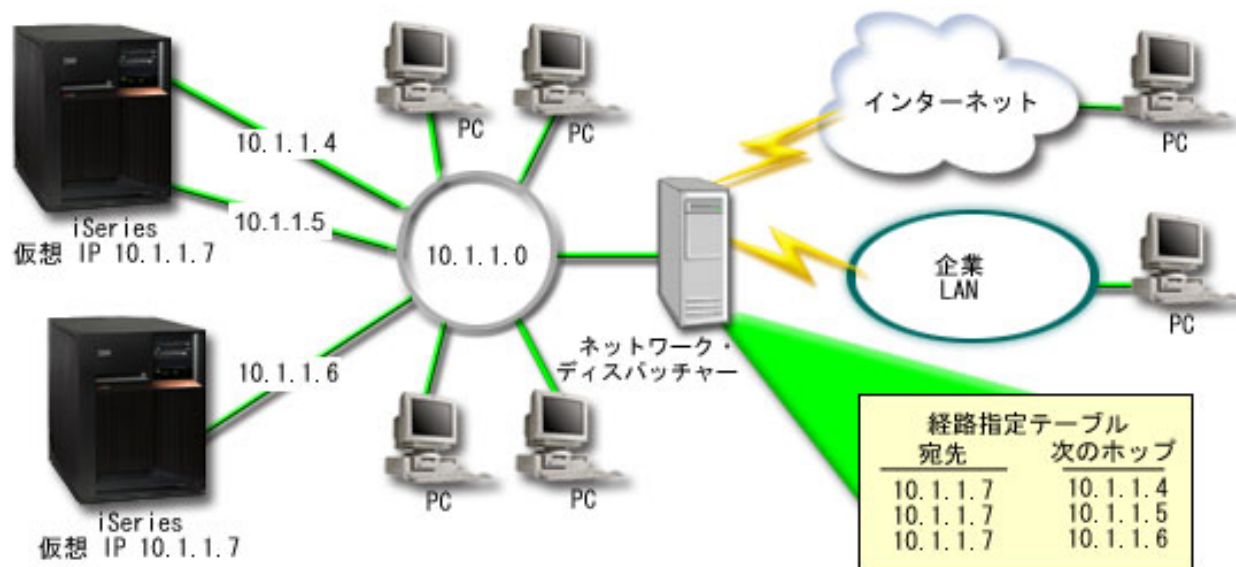 10.1.1.4
10.1.1.5
iSeries
仮想 IP 10.1.1.7
10.1.1.6
iSeries
仮想 IP 10.1.1.7
PC
PC
10.1.1.0
PC
PC
ネットワーク・
ディスパッチャー
インターネット
PC
企業
LAN
PC
経路指定テーブル
宛先 次のホップ
10.1.1.7 10.1.1.4
10.1.1.7 10.1.1.5
10.1.1.7 10.1.1.6